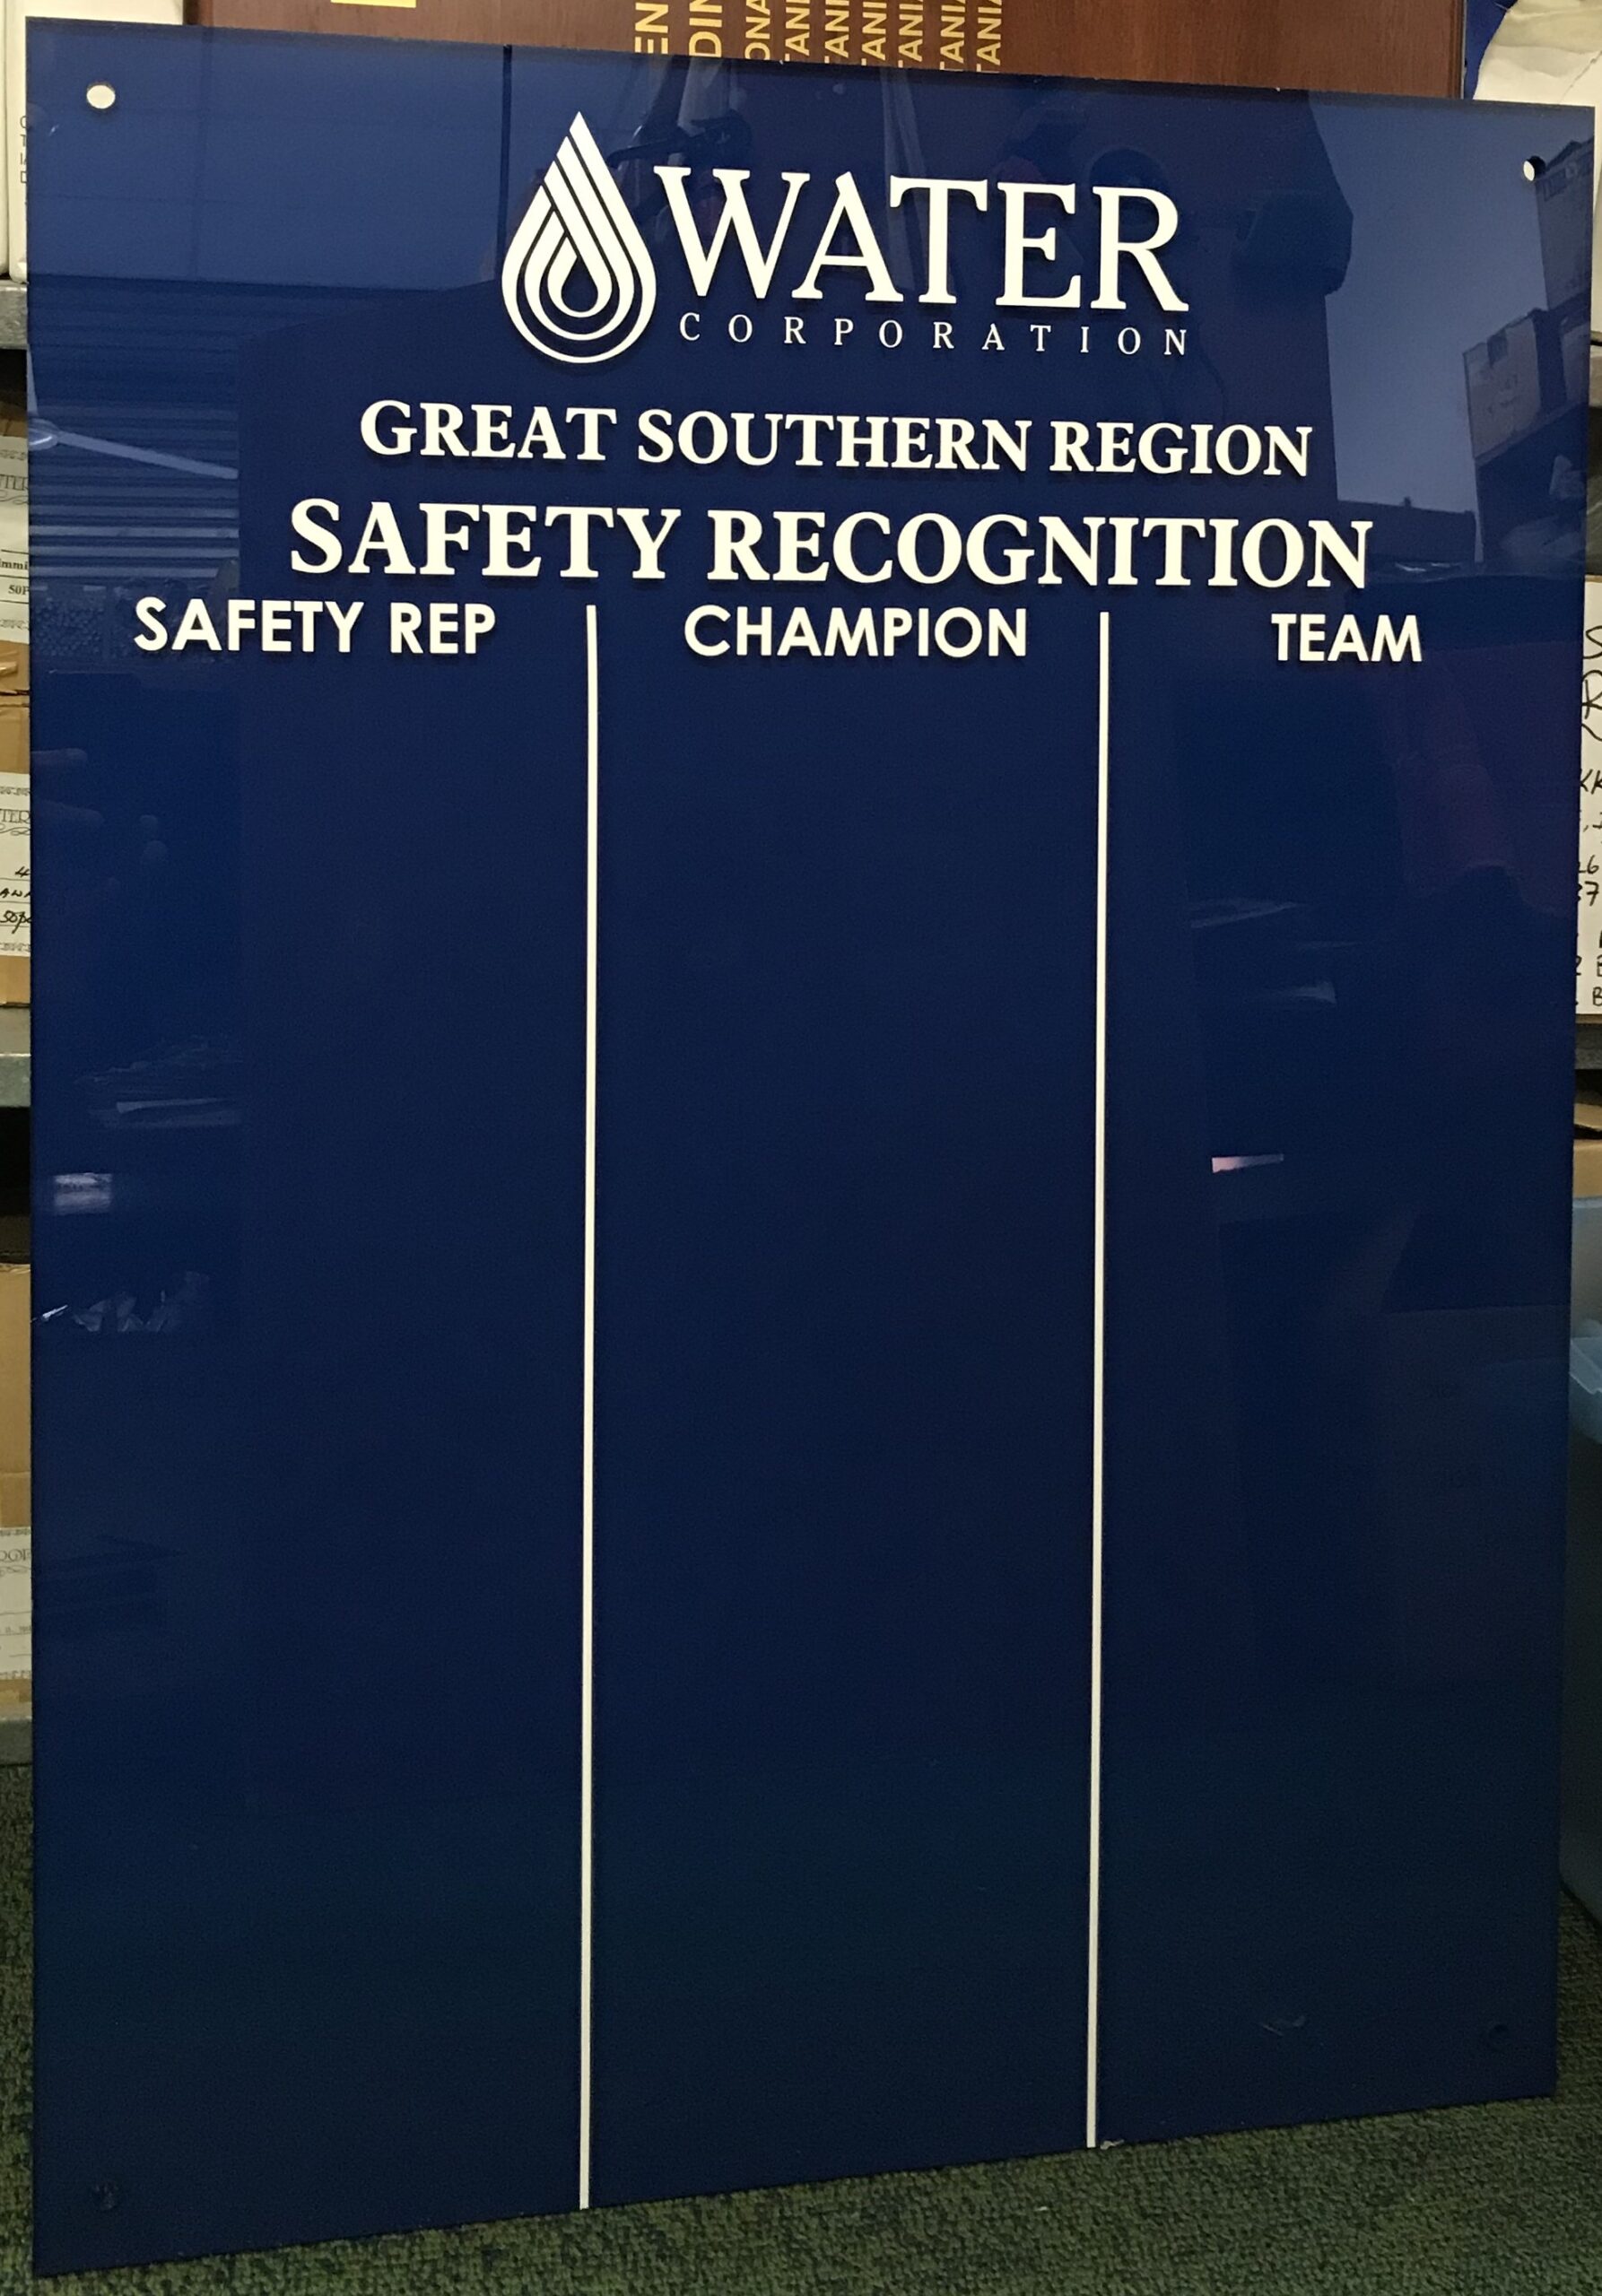 WATER
CORPORATION
GREAT SOUTHERN REGION
SAFETY RECOGNITION
SAFETY REP CHAMPION TEAM